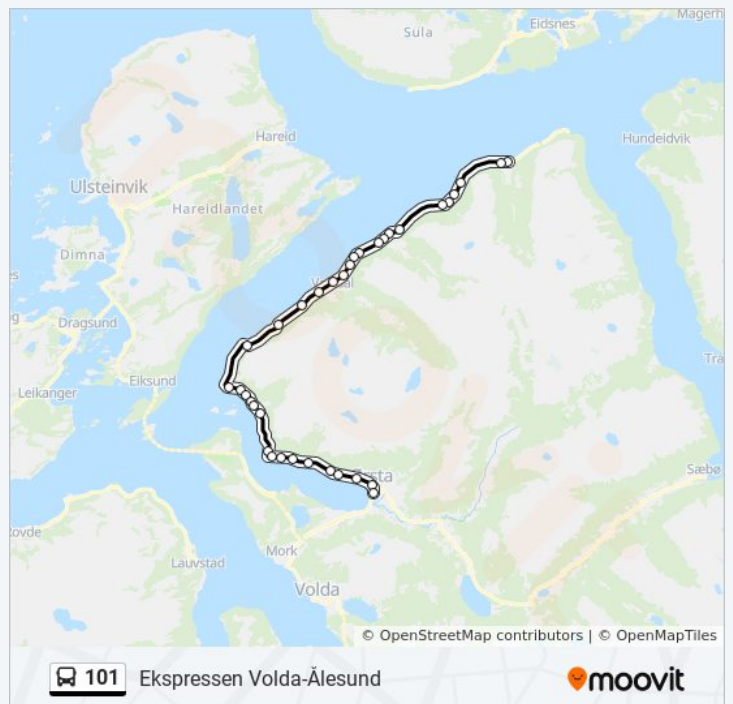 Magerh
Eidsnes
Sula
Hareid
Hundeidvik
Ulsteinvik
Hareidlandet
Dimna
Dragsund
Tra
Eiksund
Leikanger
Sæbø
Rovde
Mork
Lauvstad
Volda
© OpenStreetMap contributors | © OpenMapTiles
101 Ekspressen Volda-Ålesund
moovit